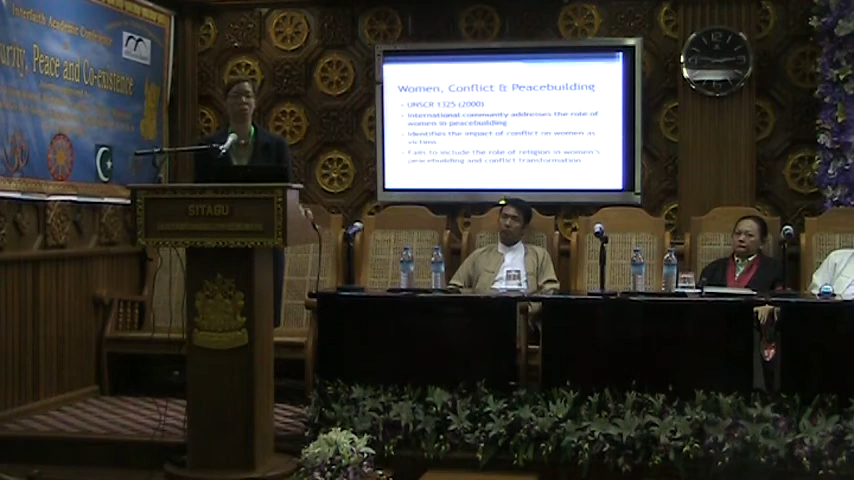 Interfaith Academic Conference
urity, Peace and Co-existence
Women, Conflict & Peacebuilding
- UNSCR 1325 (2000)
- International community addresses the role of
women in peacebuilding
- Identifies the impact of conflict on women as
victims
- Fails to include the role of religion in women's
peacebuilding and conflict transformation
SITAGU